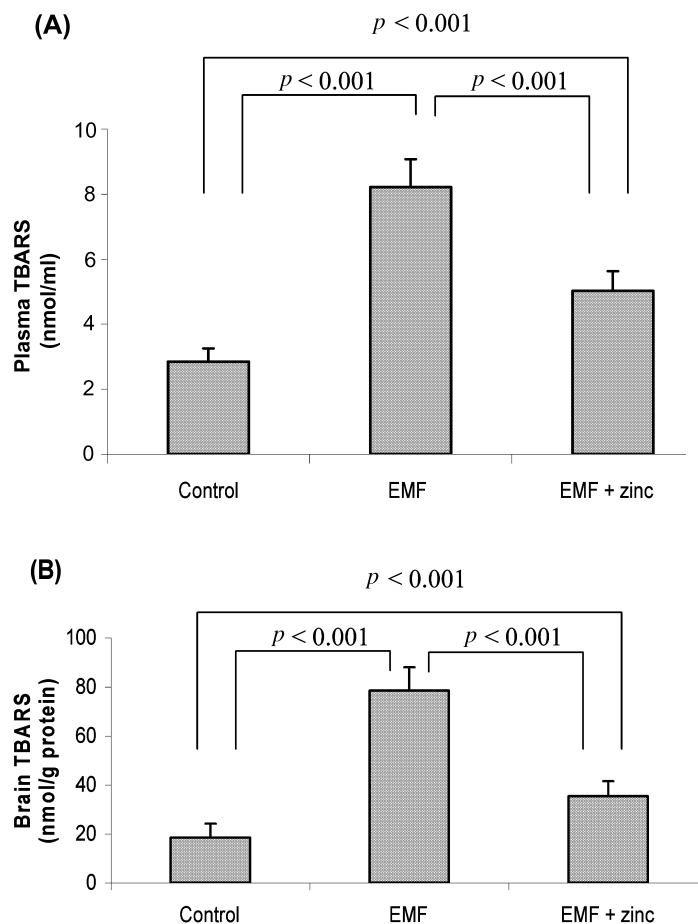 (A)
p < 0.001
p < 0.001 p < 0.001
10
8
6
4
2
0
Plasma TBARS
(nmol/ml)
Control EMF EMF + zinc
(B)
p < 0.001
p < 0.001 p < 0.001
100
80
60
40
20
0
Brain TBARS
(nmol/g protein)
Control EMF EMF + zinc